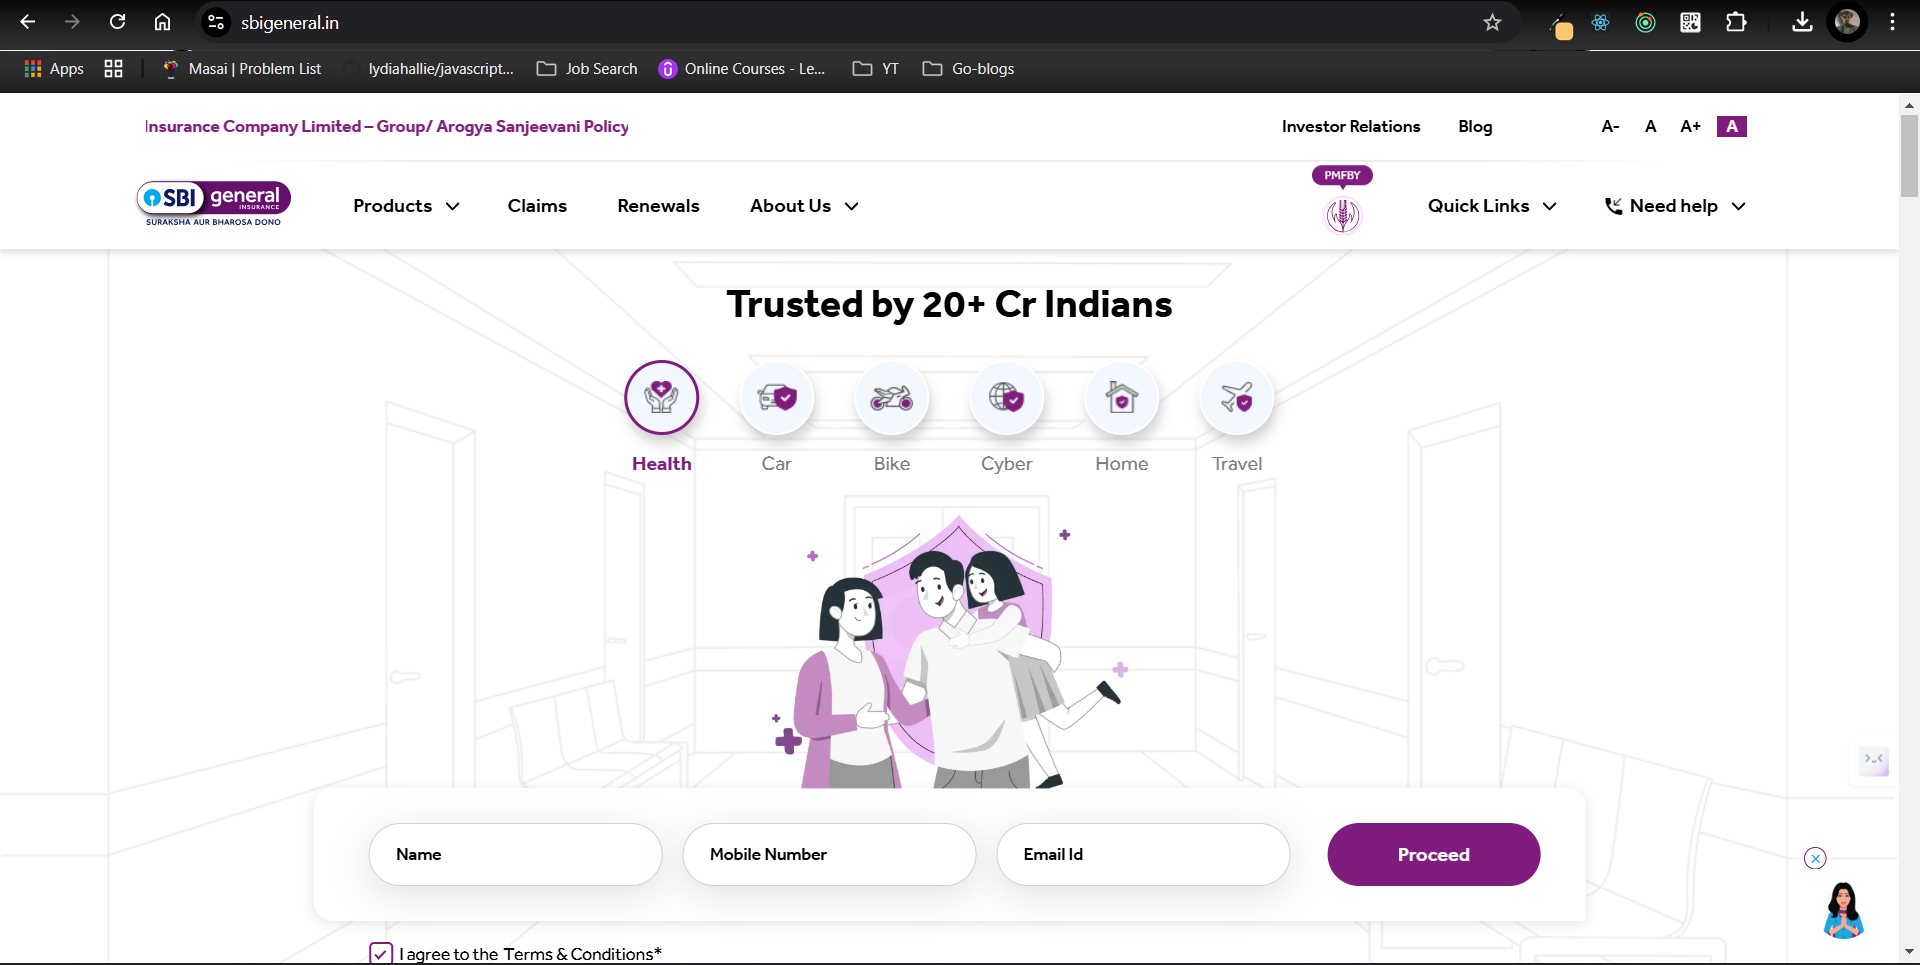 sbigeneral.in
Apps
Masai | Problem List
lydiahallie/javascript...
Job Search
Online Courses - Le...
YT
Go-blogs
Insurance Company Limited – Group/ Arogya Sanjeevani Policy
Investor Relations
Blog
A-
A
A+
A
SBI general
INSURANCE
SURAKSHA AUR BHAROSA DONO
Products
Claims
Renewals
About Us
PMFBY
Quick Links
Need help
Trusted by 20+ Cr Indians
Health
Car
Bike
Cyber
Home
Travel
Name
Mobile Number
Email Id
Proceed
I agree to the Terms & Conditions*